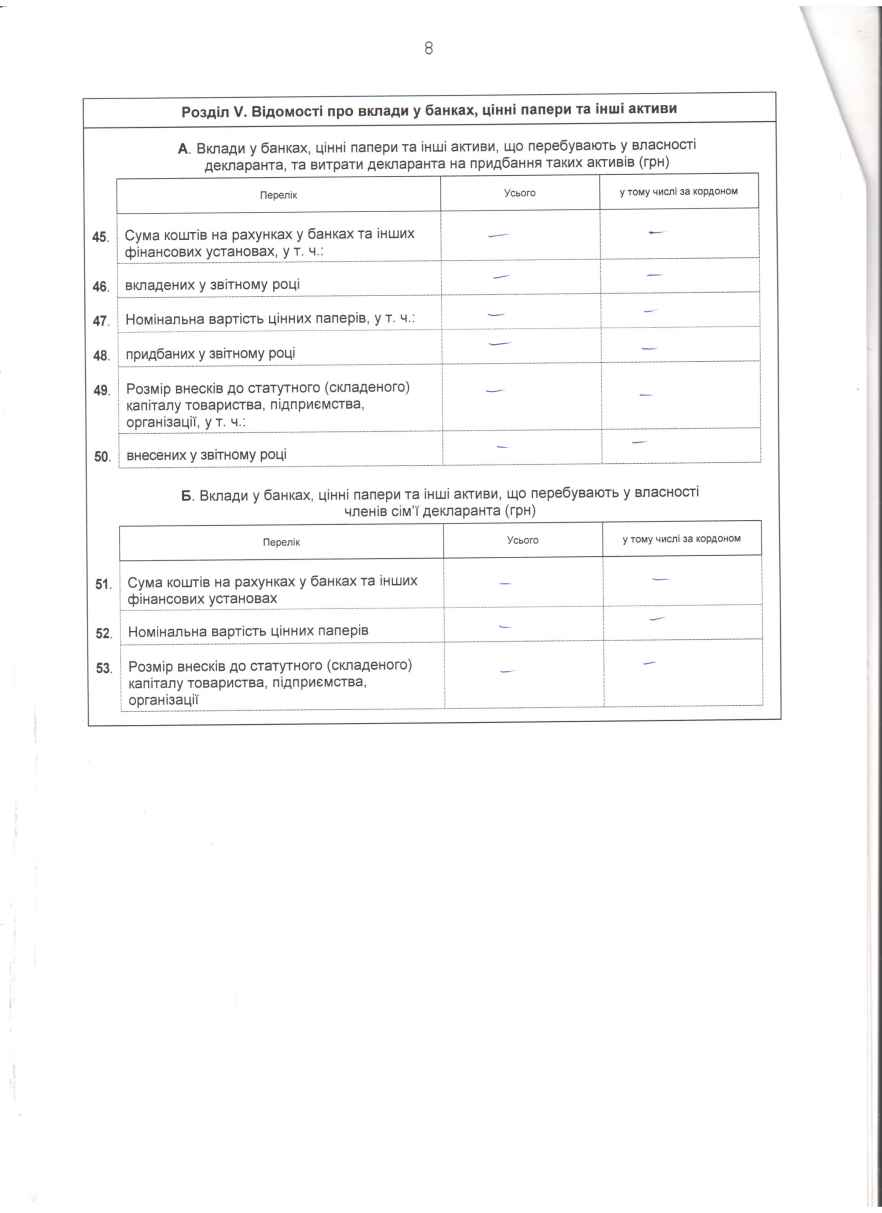 8
Розділ V. Відомості про вклади у банках, цінні папери та інші активи
А. Вклади у банках, цінні папери та інші активи, що перебувають у власності
декларанта, та витрати декларанта на придбання таких активів (грн)
Перелік Усього у тому числі за кордоном
45. Сума коштів на рахунках у банках та інших — —
фінансових установах, у т. ч.:
46. вкладених у звітному році — —
47. Номінальна вартість цінних паперів, у т. ч.: — —
48. придбаних у звітному році — —
49. Розмір внесків до статутного (складеного) — —
капіталу товариства, підприємства,
організації, у т. ч.:
50. внесених у звітному році — —
Б. Вклади у банках, цінні папери та інші активи, що перебувають у власності
членів сім’ї декларанта (грн)
Перелік Усього у тому числі за кордоном
51. Сума коштів на рахунках у банках та інших — —
фінансових установах
52. Номінальна вартість цінних паперів — —
53. Розмір внесків до статутного (складеного) — —
капіталу товариства, підприємства,
організації